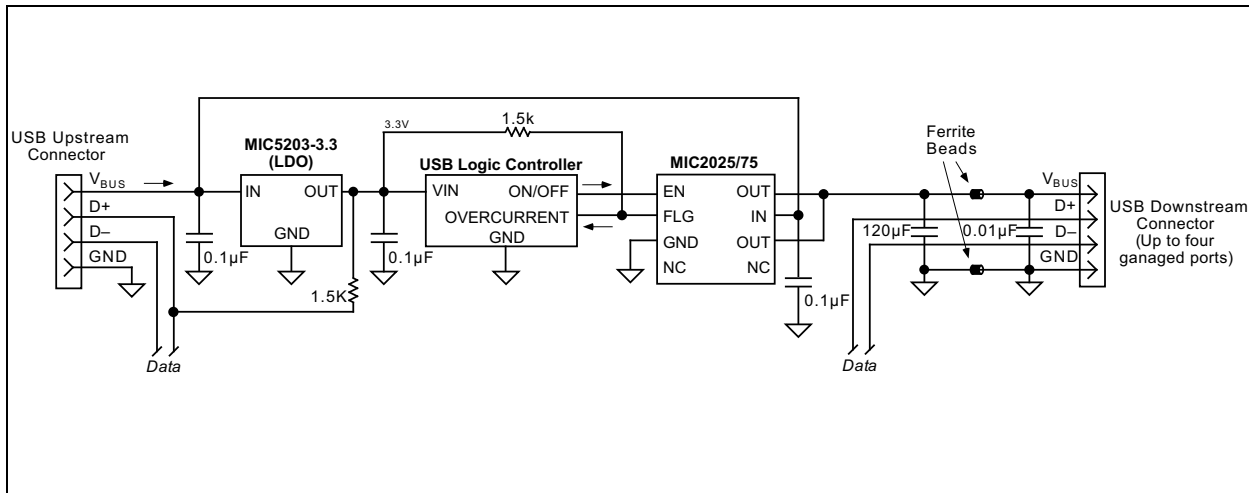 USB Upstream
Connector
VBUS
D+
D–
GND
0.1µF
MIC5203-3.3
(LDO)
IN
OUT
GND
1.5K
Data
3.3V
0.1µF
1.5k
USB Logic Controller
VIN
ON/OFF
OVERCURRENT
GND
MIC2025/75
EN
OUT
FLG
IN
GND
OUT
NC
NC
0.1µF
Ferrite
Beads
120µF
0.01µF
VBUS
D+
D–
GND
Data
USB Downstream
Connector
(Up to four
ganaged ports)